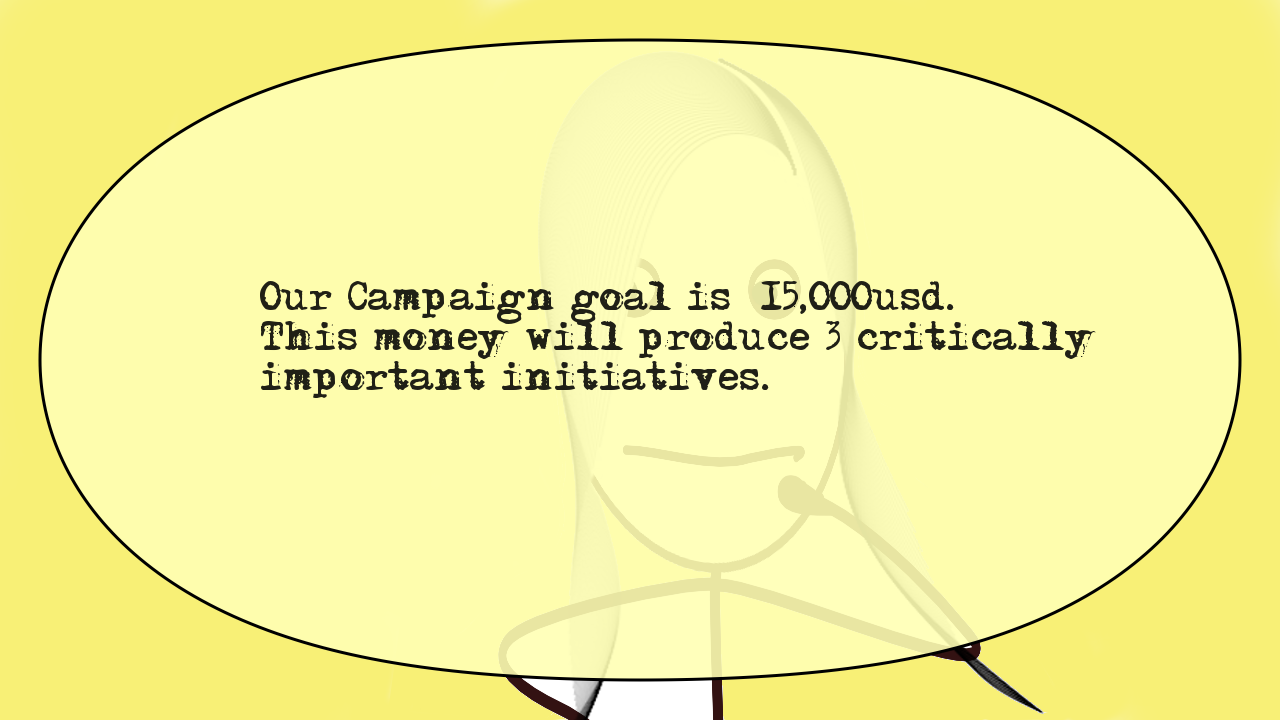 Our Campaign goal is 15,000usd.
This money will produce 3 critically
important initiatives.